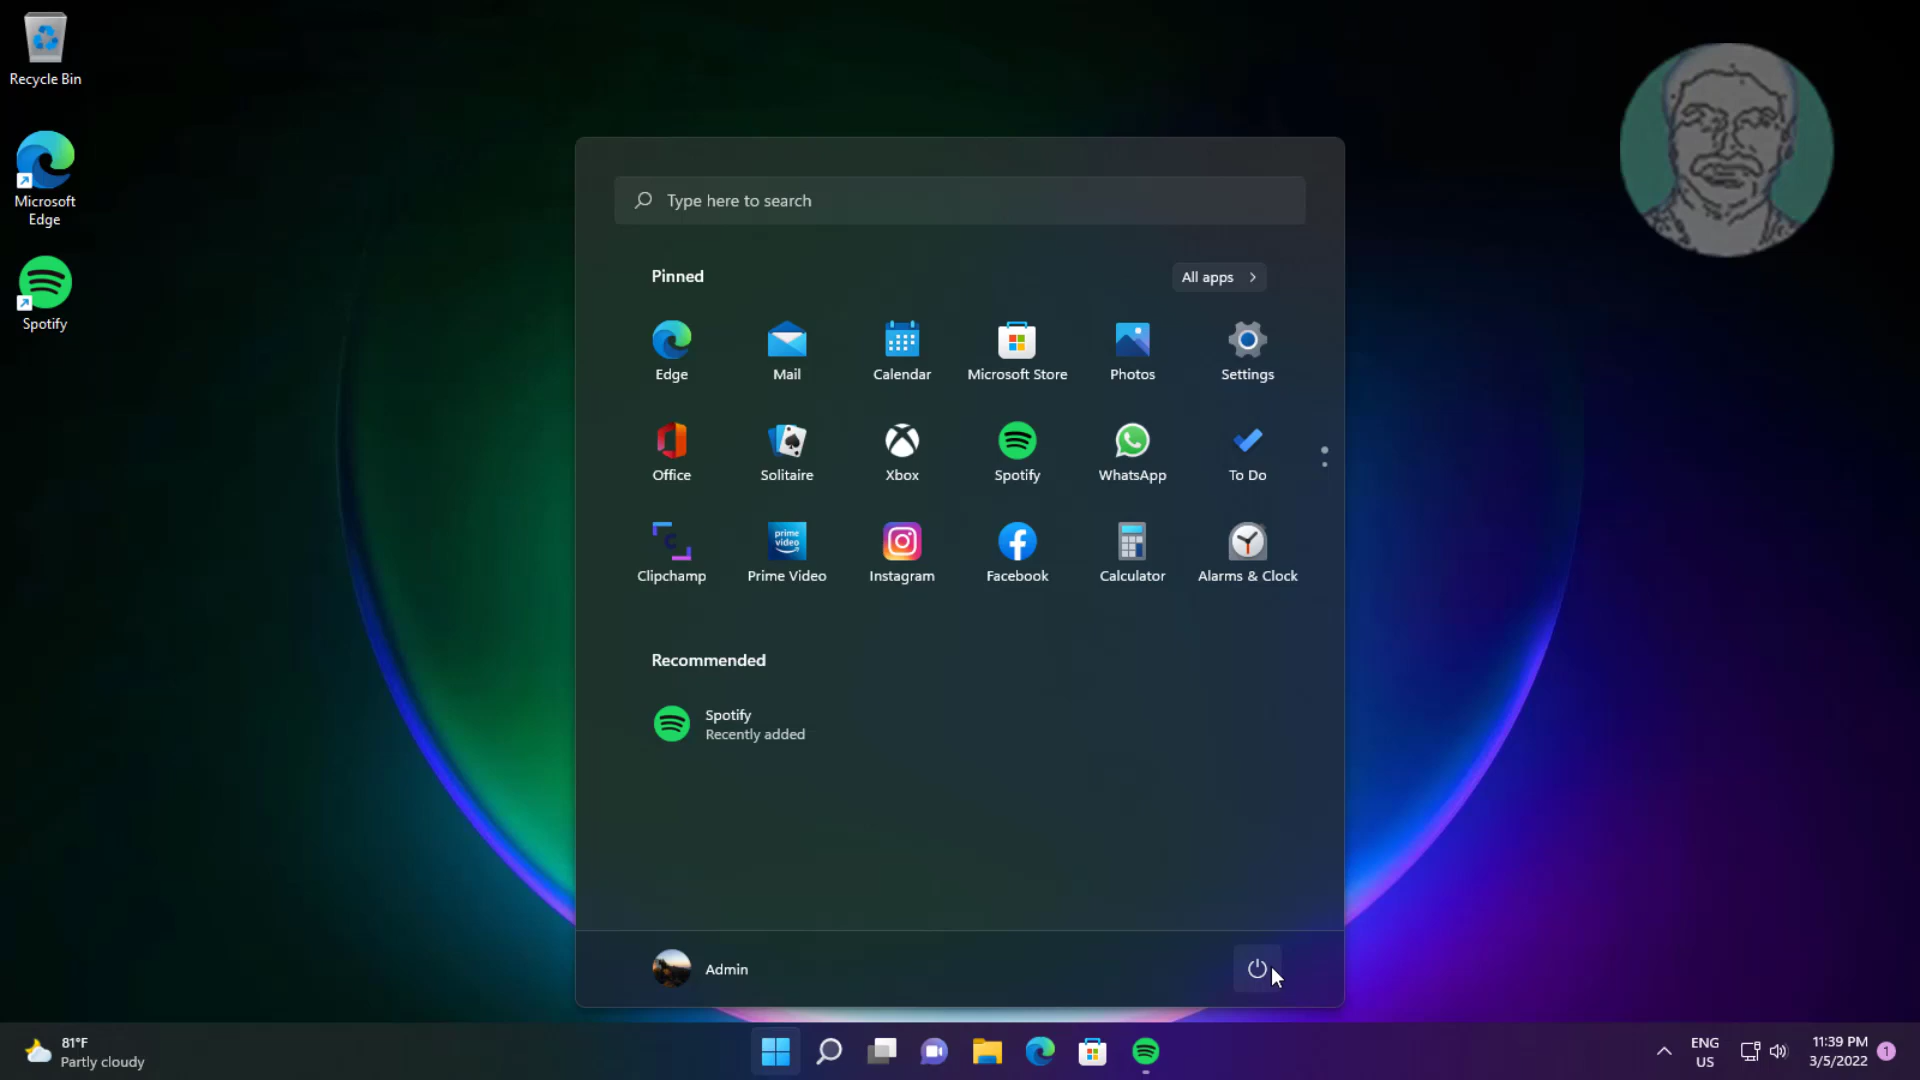 Recycle Bin
Microsoft
Edge
Spotify
Type here to search
Pinned
All apps
Edge
Mail
Calendar
Microsoft Store
Photos
Settings
Office
Solitaire
Xbox
Spotify
WhatsApp
To Do
prime
video
Clipchamp
Prime Video
Instagram
Facebook
Calculator
Alarms & Clock
Recommended
Spotify
Recently added
Admin
81°F
Partly cloudy
ENG
US
11:39 PM
3/5/2022
1